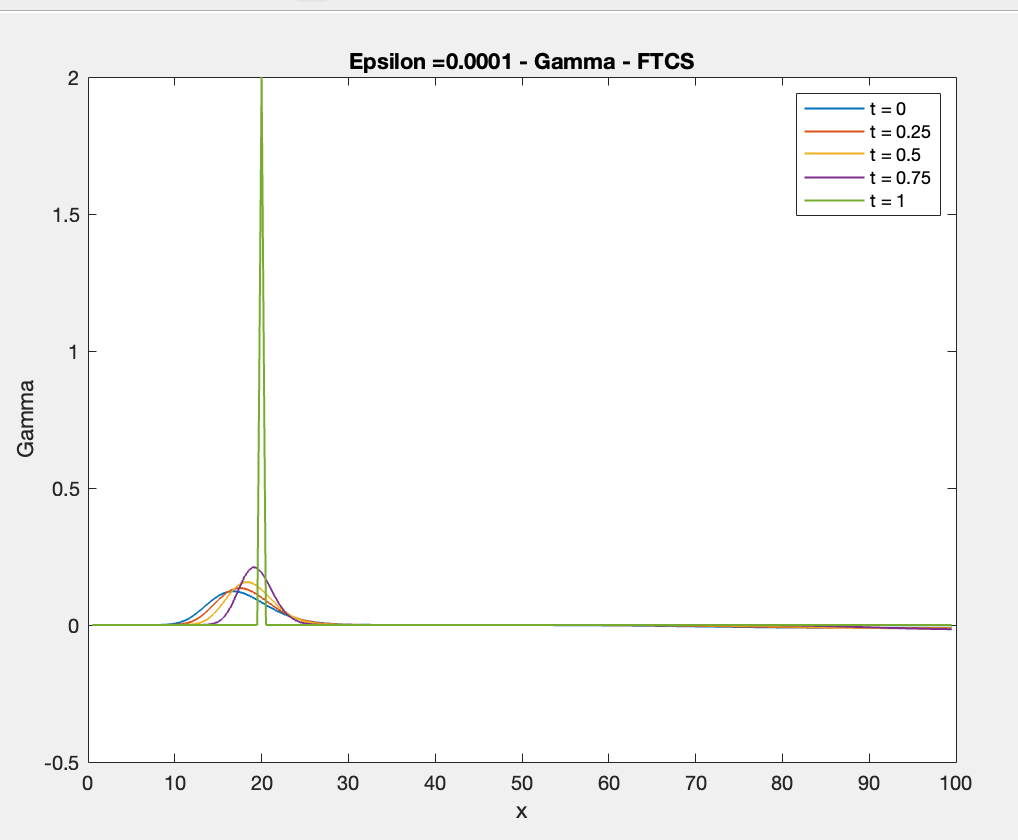 Epsilon =0.0001 - Gamma - FTCS
2
1.5
1
0.5
0
-0.5
Gamma
t = 0
t = 0.25
t = 0.5
t = 0.75
t = 1
0 10 20 30 40 50 60 70 80 90 100
x